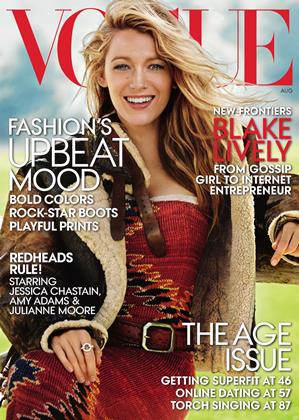 VOGUE
AUG
NEW FRONTIERS
BLAKE
LIVELY
FROM GOSSIP
GIRL TO INTERNET
ENTREPRENEUR
FASHION'S
UPBEAT
MOOD
BOLD COLORS
ROCK-STAR BOOTS
PLAYFUL PRINTS
REDHEADS
RULE!
STARRING
JESSICA CHASTAIN,
AMY ADAMS &
JULIANNE MOORE
THE AGE
ISSUE
GETTING SUPERFIT AT 46
ONLINE DATING AT 57
TORCH SINGING AT 87